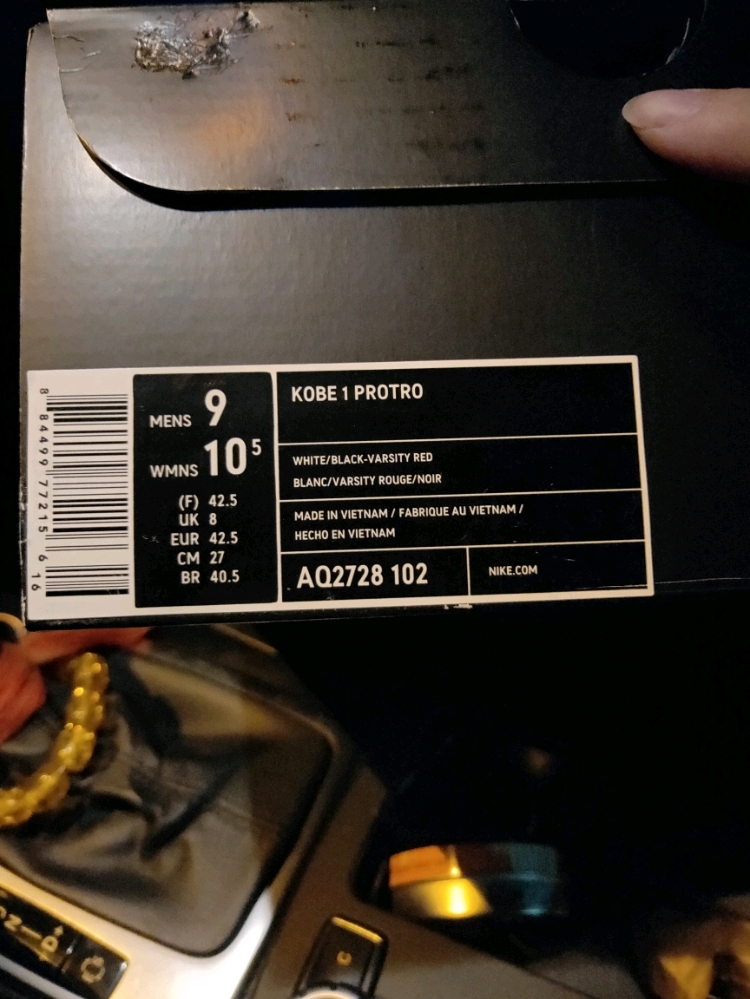 8 84499 77215 6 16
MENS 9
WMNS 10 5
(F) 42.5
UK 8
EUR 42.5
CM 27
BR 40.5
KOBE 1 PROTRO
WHITE/BLACK-VARSITY RED
BLANC/VARSITY ROUGE/NOIR
MADE IN VIETNAM / FABRIQUE AU VIETNAM /
HECHO EN VIETNAM
AQ2728 102
NIKE.COM
N
D
C